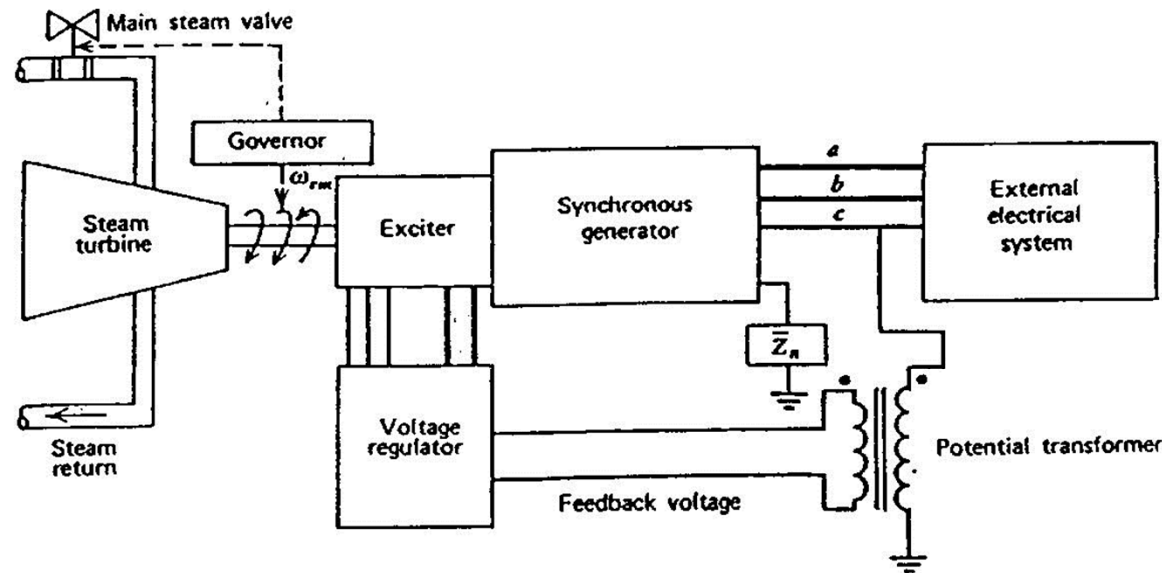 Main steam valve
Governor
ω_rm
Steam
turbine
Exciter
Synchronous
generator
a
b
c
External
electrical
system
Z̅_n
Voltage
regulator
Steam
return
Feedback voltage
Potential transformer